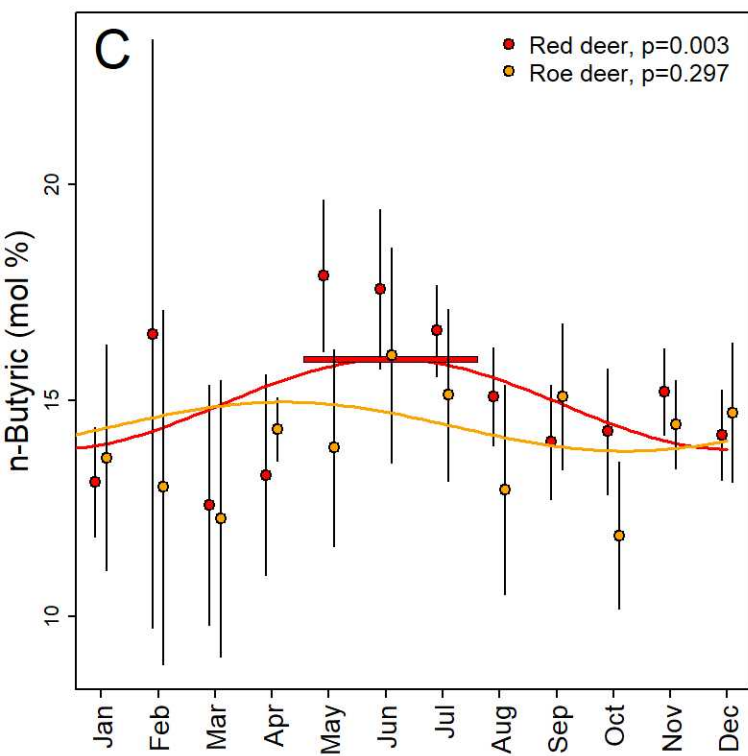 C
Red deer, p=0.003
Roe deer, p=0.297
n-Butyric (mol %)
20
15
10
Jan
Feb
Mar
Apr
May
Jun
Jul
Aug
Sep
Oct
Nov
Dec